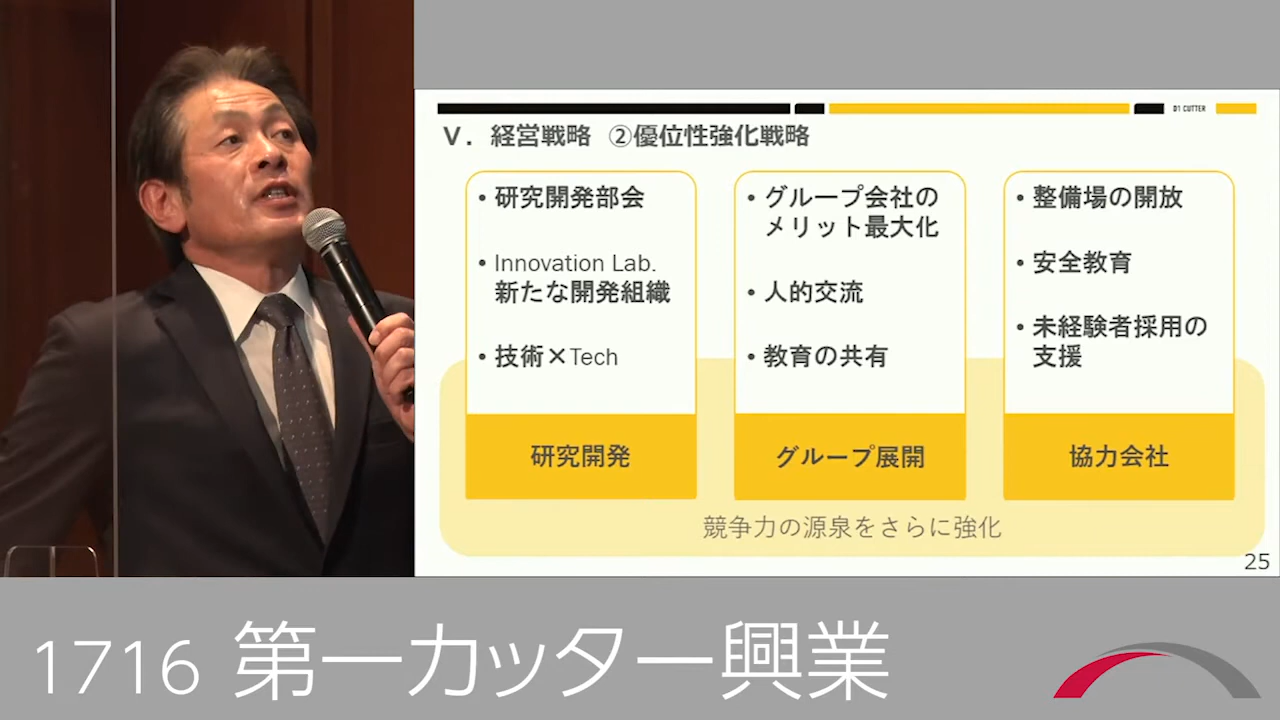 D1 CUTTER
Ⅴ. 経営戦略 ②優位性強化戦略
• 研究開発部会
• Innovation Lab.
新たな開発組織
• 技術×Tech
研究開発
• グループ会社の
メリット最大化
• 人的交流
• 教育の共有
グループ展開
• 整備場の開放
• 安全教育
• 未経験者採用の
支援
協力会社
競争力の源泉をさらに強化
25
1716 第一カッター興業